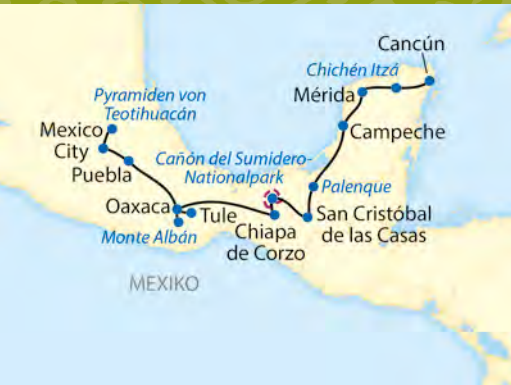 Cancún
Chichén Itzá
Mérida
Pyramiden von
Teotihuacán
Campeche
Mexico
City
Cañón del Sumidero-
Nationalpark
Puebla
Palenque
Oaxaca
Tule
San Cristóbal
de las Casas
Monte Albán
Chiapa
de Corzo
MEXIKO